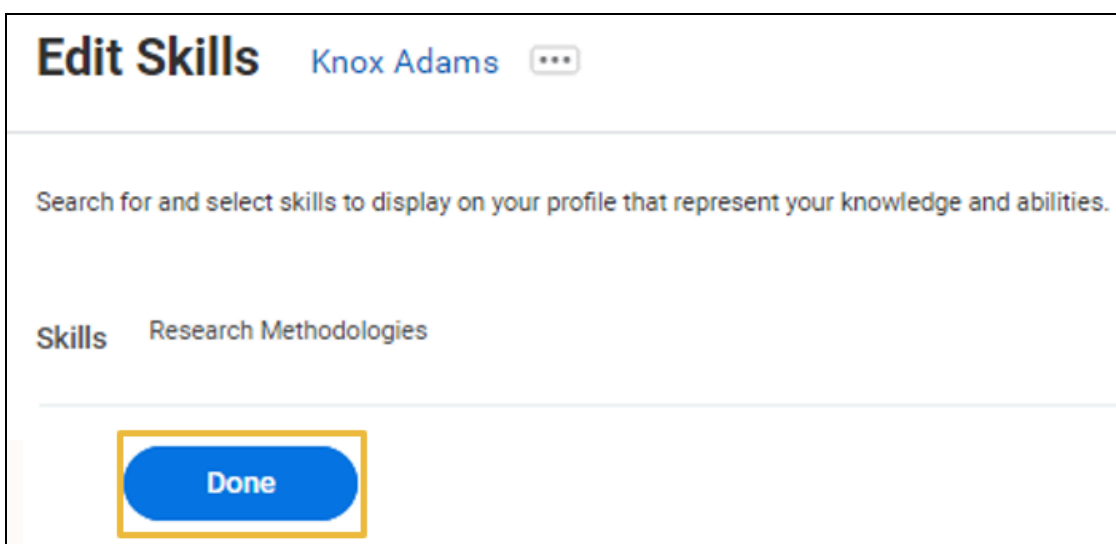 Edit Skills Knox Adams
Search for and select skills to display on your profile that represent your knowledge and abilities.
Skills Research Methodologies
Done